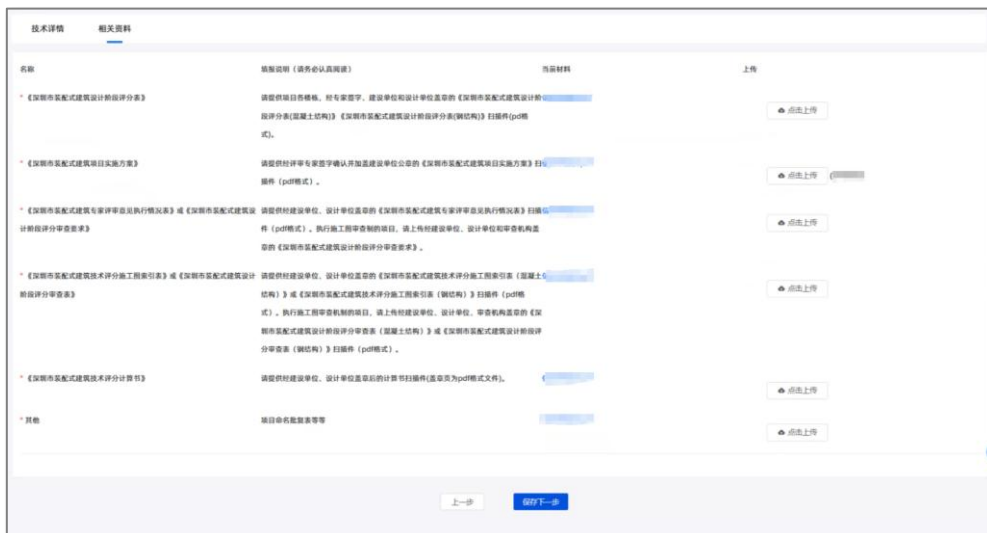 技术详情 相关资料
名称 填报说明（请务必认真阅读） 当前材料 上传
* 《深圳市装配式建筑设计阶段评分表》 请提供项目各楼栋、经专家签字、建设单位和设计单位盖章的《深圳市装配式建筑设计阶
段评分表(混凝土结构)》《深圳市装配式建筑设计阶段评分表(钢结构)》扫描件(pdf格
式)。
点击上传
* 《深圳市装配式建筑项目实施方案》 请提供经评审专家签字确认并加盖建设单位公章的《深圳市装配式建筑项目实施方案》扫
描件（pdf格式）。
点击上传
* 《深圳市装配式建筑专家评审意见执行情况表》或《深圳市装配式建筑设 请提供经建设单位、设计单位盖章的《深圳市装配式建筑专家评审意见执行情况表》扫描
计阶段评分审查要求》 件（pdf格式）。执行施工图审查制的项目，请上传经建设单位、设计单位和审查机构盖
章的《深圳市装配式建筑设计阶段评分审查要求》。
点击上传
* 《深圳市装配式建筑技术评分施工图索引表》或《深圳市装配式建筑设计 请提供经建设单位、设计单位盖章的《深圳市装配式建筑技术评分施工图索引表（混凝土
阶段评分审查表》 结构）》或《深圳市装配式建筑技术评分施工图索引表（钢结构）》扫描件（pdf格
式）。执行施工图审查机制的项目，请上传经建设单位、设计单位、审查机构盖章的《深
圳市装配式建筑设计阶段评分审查表（混凝土结构）》或《深圳市装配式建筑设计阶段评
分审查表（钢结构）》扫描件（pdf格式）。
点击上传
* 《深圳市装配式建筑技术评分计算书》 请提供经建设单位、设计单位盖章后的计算书扫描件(盖章页为pdf格式文件)。
点击上传
* 其他 项目命名批复表等等
点击上传
上一步 保存下一步